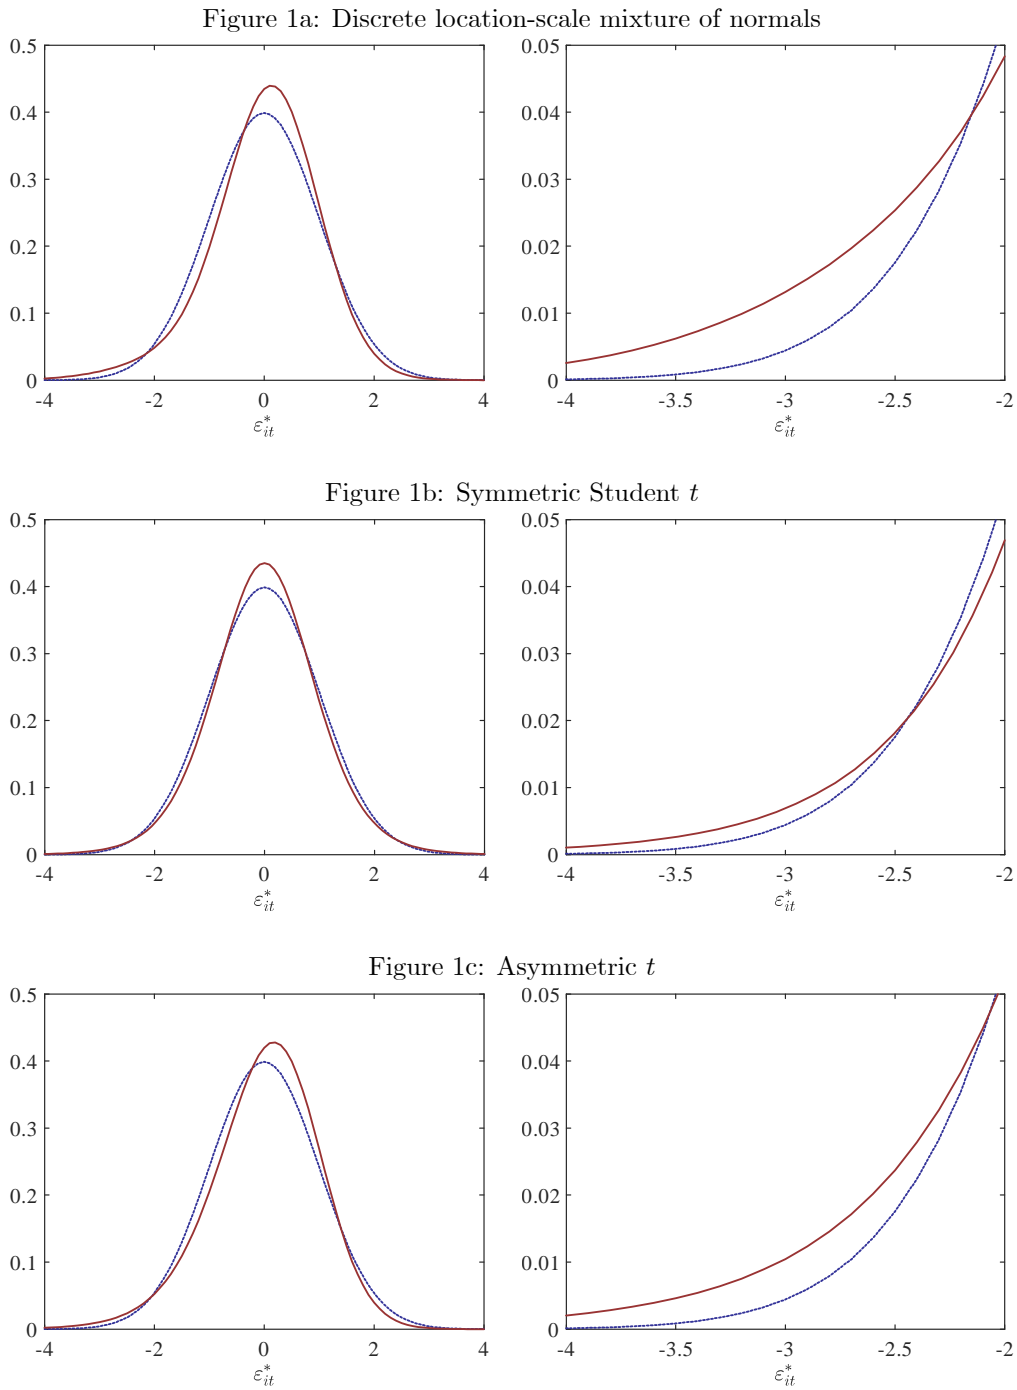 Figure 1a: Discrete location-scale mixture of normals
0.5
0.4
0.3
0.2
0.1
0
-4 -2 0 2 4
ε*it
0.05
0.04
0.03
0.02
0.01
0
-4 -3.5 -3 -2.5 -2
ε*it
Figure 1b: Symmetric Student t
0.5
0.4
0.3
0.2
0.1
0
-4 -2 0 2 4
ε*it
0.05
0.04
0.03
0.02
0.01
0
-4 -3.5 -3 -2.5 -2
ε*it
Figure 1c: Asymmetric t
0.5
0.4
0.3
0.2
0.1
0
-4 -2 0 2 4
ε*it
0.05
0.04
0.03
0.02
0.01
0
-4 -3.5 -3 -2.5 -2
ε*it